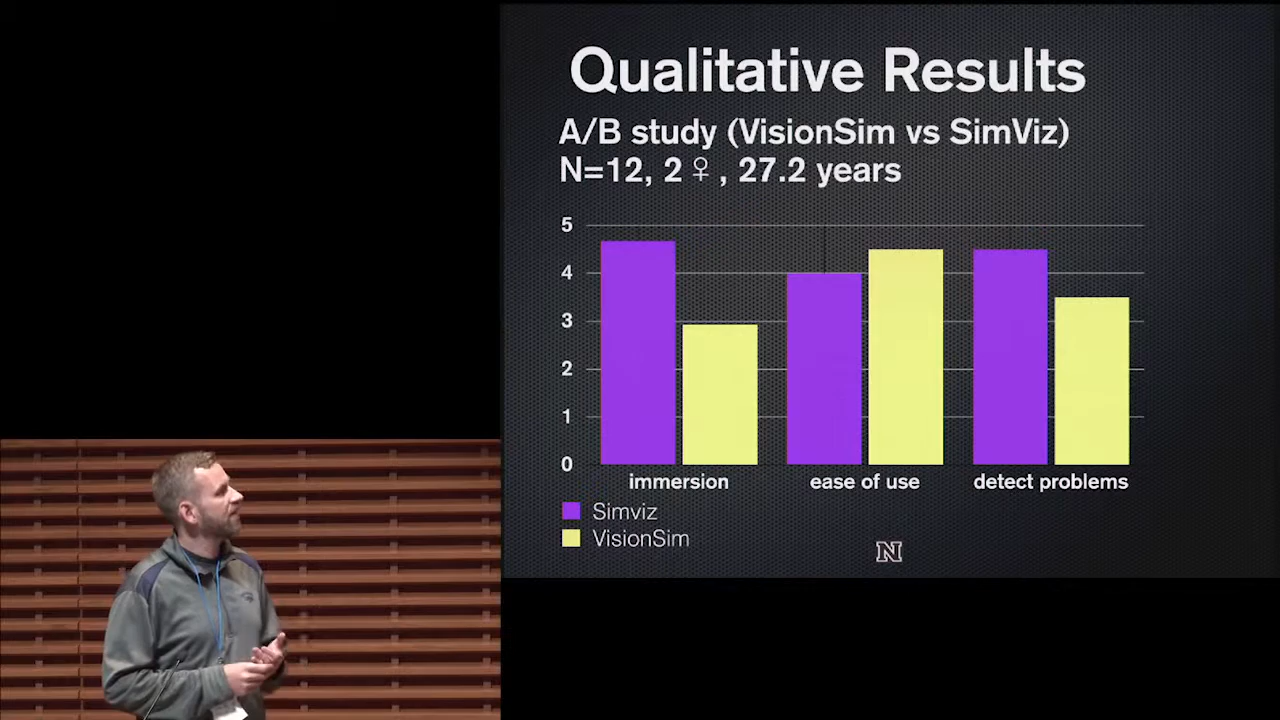 Qualitative Results
A/B study (VisionSim vs SimViz)
N=12, 2♀, 27.2 years
5
4
3
2
1
0
immersion ease of use detect problems
Simviz
VisionSim
N